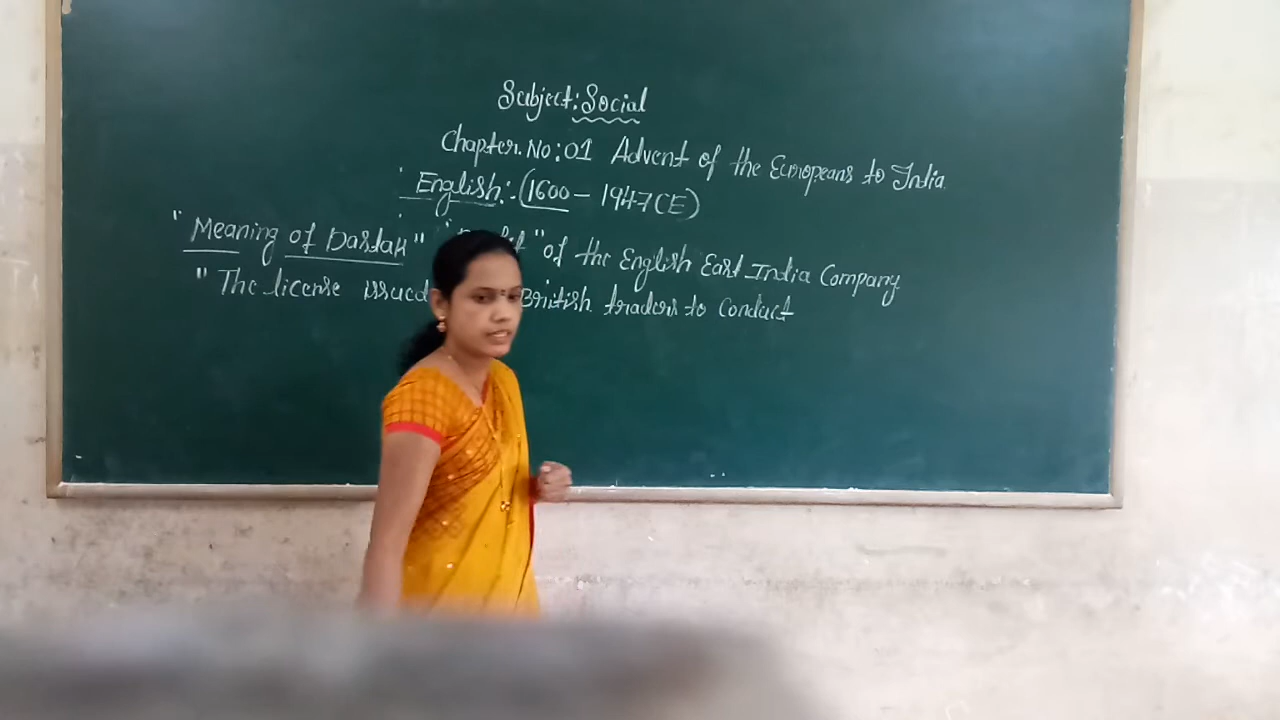 Subject: Social
Chapter. No: 01 Advent of the Europeans to India
English:- (1600 - 1947 CE)
"Meaning of Dastak" " of the English East India Company
"The license issued British traders to conduct